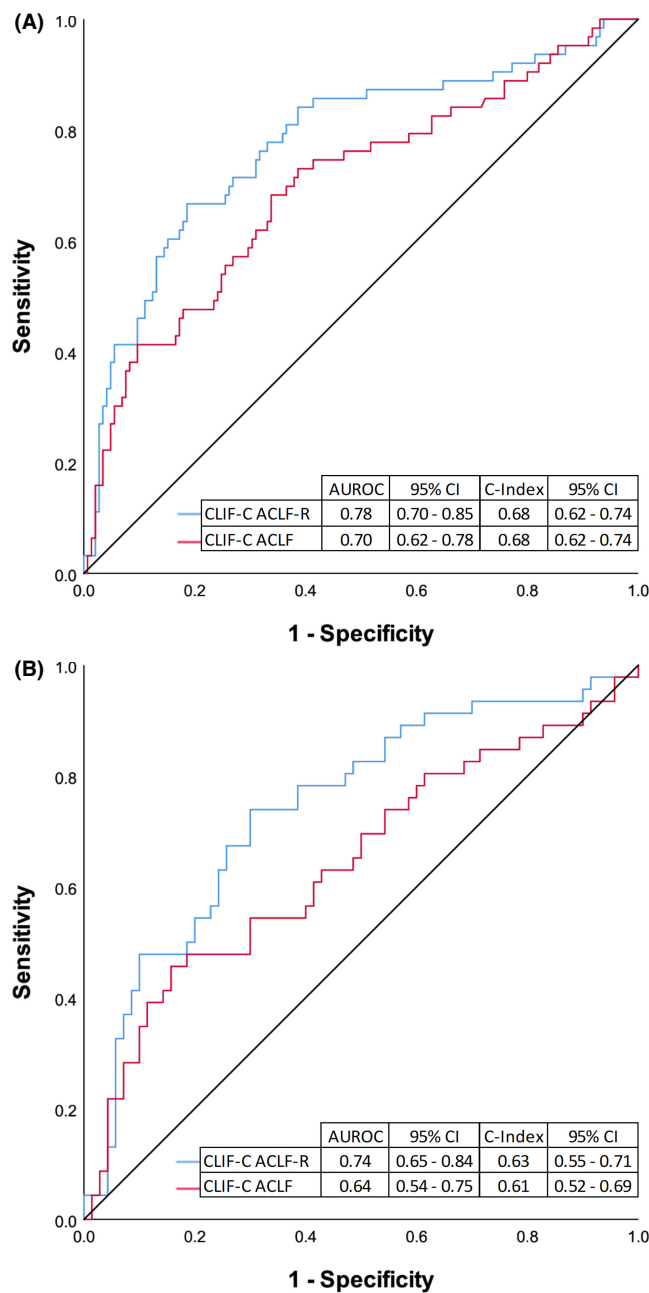 (A)
1.0
0.8
0.6
0.4
0.2
0.0
Sensitivity
AUROC 95% CI C-Index 95% CI
CLIF-C ACLF-R 0.78 0.70 - 0.85 0.68 0.62 - 0.74
CLIF-C ACLF 0.70 0.62 - 0.78 0.68 0.62 - 0.74
0.0 0.2 0.4 0.6 0.8 1.0
1 - Specificity
(B)
1.0
0.8
0.6
0.4
0.2
0.0
Sensitivity
AUROC 95% CI C-Index 95% CI
CLIF-C ACLF-R 0.74 0.65 - 0.84 0.63 0.55 - 0.71
CLIF-C ACLF 0.64 0.54 - 0.75 0.61 0.52 - 0.69
0.0 0.2 0.4 0.6 0.8 1.0
1 - Specificity